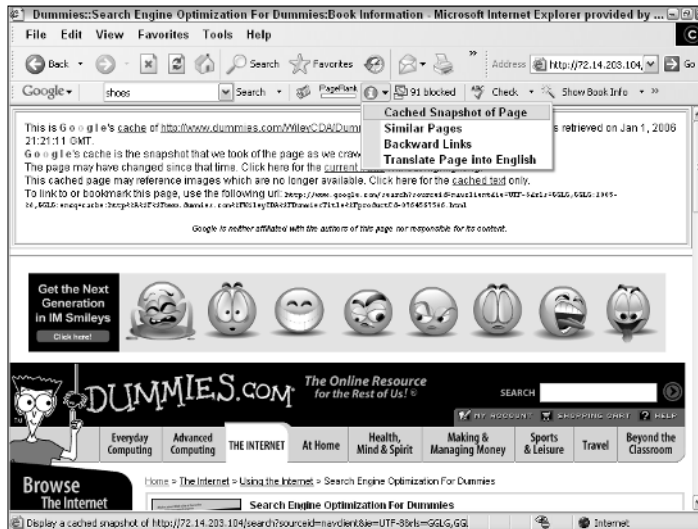 Dummies::Search Engine Optimization For Dummies:Book Information - Microsoft Internet Explorer provided by ...
File Edit View Favorites Tools Help
Back Search Favorites Address http://72.14.203.104, Go
Google shoes Search PageRank 91 blocked Check Show Book Info
Cached Snapshot of Page
Similar Pages
Backward Links
Translate Page into English
This is Google's cache of http://www.dummies.com/WileyCDA/Dumm s retrieved on Jan 1, 2006
21:21:11 GMT.
Google's cache is the snapshot that we took of the page as we craw
The page may have changed since that time. Click here for the current
This cached page may reference images which are no longer available. Click here for the cached text only.
To link to or bookmark this page, use the following url:
Google is neither affiliated with the authors of this page nor responsible for its content.
Get the Next
Generation
in IM Smileys
Click here!
DUMMIES.COM
The Online Resource
for the Rest of Us!®
SEARCH
MY ACCOUNT SHOPPING CART HELP
Everyday Computing Advanced Computing THE INTERNET At Home Health, Mind & Spirit Making & Managing Money Sports & Leisure Travel Beyond the Classroom
Browse
The Internet
Home > The Internet > Using the Internet > Search Engine Optimization For Dummies
Search Engine Optimization For Dummies
Display a cached snapshot of http://72.14.203.104/search?sourceid=navclient&ie=UTF-8&rls=GGLG,GGL Internet